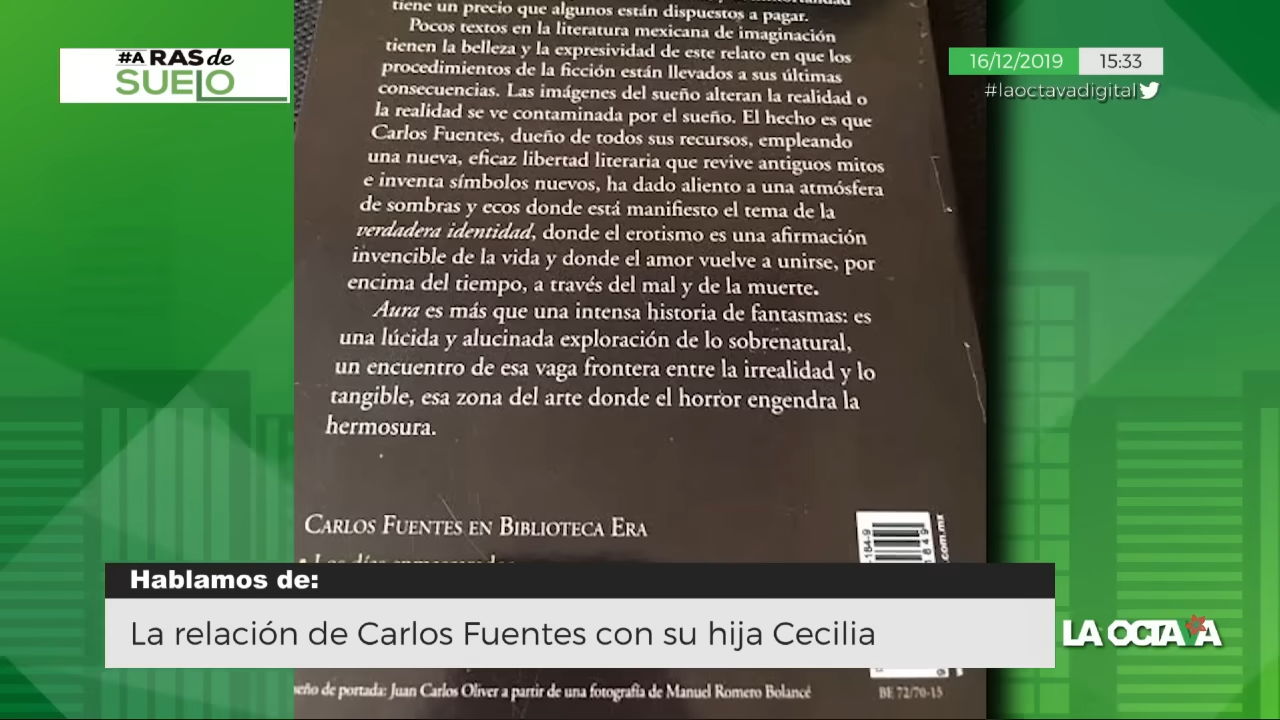 #A RAS de
SUELO
16/12/2019 15:33
#laoctavadigital
tiene un precio que algunos están dispuestos a pagar.
Pocos textos en la literatura mexicana de imaginación
tienen la belleza y la expresividad de este relato en que los
procedimientos de la ficción están llevados a sus últimas
consecuencias. Las imágenes del sueño alteran la realidad o
la realidad se ve contaminada por el sueño. El hecho es que
Carlos Fuentes, dueño de todos sus recursos, empleando
una nueva, eficaz libertad literaria que revive antiguos mitos
e inventa símbolos nuevos, ha dado aliento a una atmósfera
de sombras y ecos donde está manifiesto el tema de la
verdadera identidad, donde el erotismo es una afirmación
invencible de la vida y donde el amor vuelve a unirse, por
encima del tiempo, a través del mal y de la muerte.
Aura es más que una intensa historia de fantasmas: es
una lúcida y alucinada exploración de lo sobrenatural,
un encuentro de esa vaga frontera entre la irrealidad y lo
tangible, esa zona del arte donde el horror engendra la
hermosura.
CARLOS FUENTES EN BIBLIOTECA ERA
184-9
.com.mx
Hablamos de:
La relación de Carlos Fuentes con su hija Cecilia
LA OCTAVA
de portada: Juan Carlos Oliver a partir de una fotografía de Manuel Romero Bolancé
BE 72/70-15